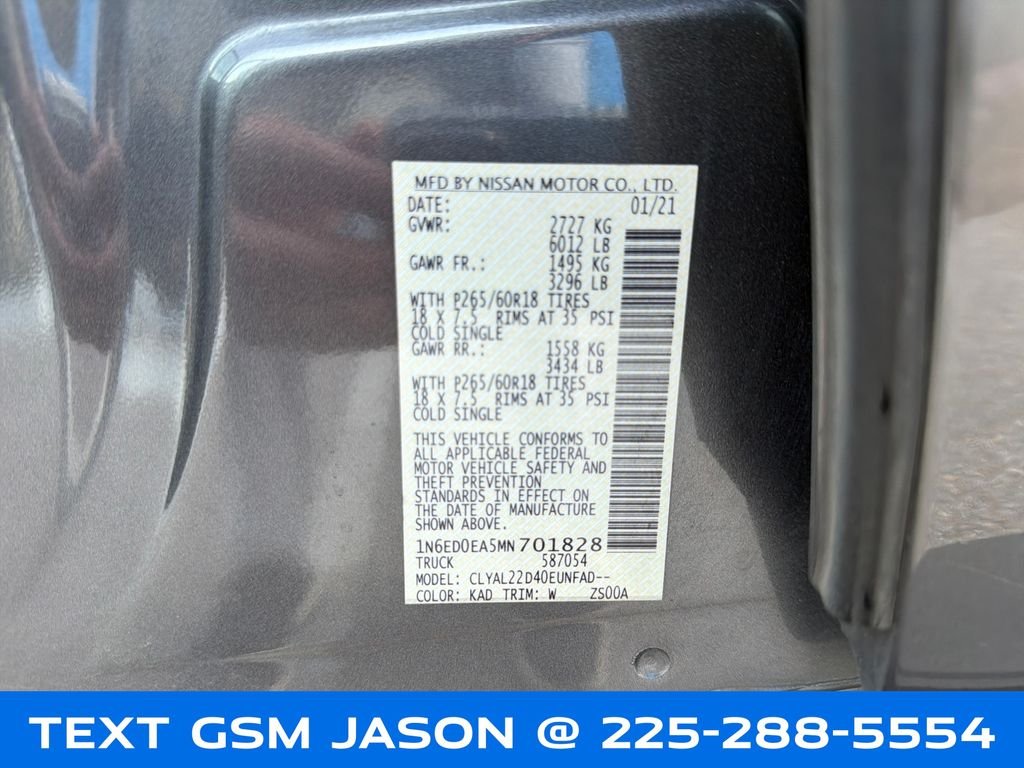 MFD BY NISSAN MOTOR CO., LTD.
DATE: 01/21
GVWR: 2727 KG
6012 LB
GAWR FR.: 1495 KG
3296 LB
WITH P265/60R18 TIRES
18 X 7.5 RIMS AT 35 PSI
COLD SINGLE
GAWR RR.: 1558 KG
3434 LB
WITH P265/60R18 TIRES
18 X 7.5 RIMS AT 35 PSI
COLD SINGLE
THIS VEHICLE CONFORMS TO
ALL APPLICABLE FEDERAL
MOTOR VEHICLE SAFETY AND
THEFT PREVENTION
STANDARDS IN EFFECT ON
THE DATE OF MANUFACTURE
SHOWN ABOVE.
1N6ED0EA5MN701828
TRUCK 587054
MODEL: CLYAL22D40EUNFAD--
COLOR: KAD TRIM: W ZS00A
TEXT GSM JASON @ 225-288-5554